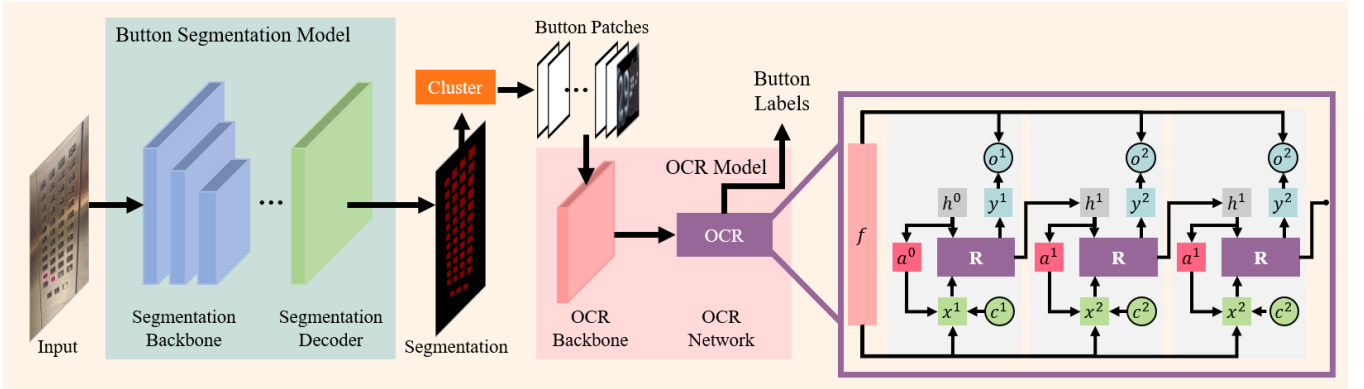 Button Segmentation Model
Segmentation
Backbone
Segmentation
Decoder
Input
Cluster
Segmentation
Button Patches
...
...
29
Button
Labels
OCR Model
OCR
OCR
Backbone
OCR
Network
f
o¹
o²
o²
h⁰
y¹
h¹
y²
h¹
y²
a⁰
R
a¹
R
a¹
R
x¹
c¹
x²
c²
x²
c²